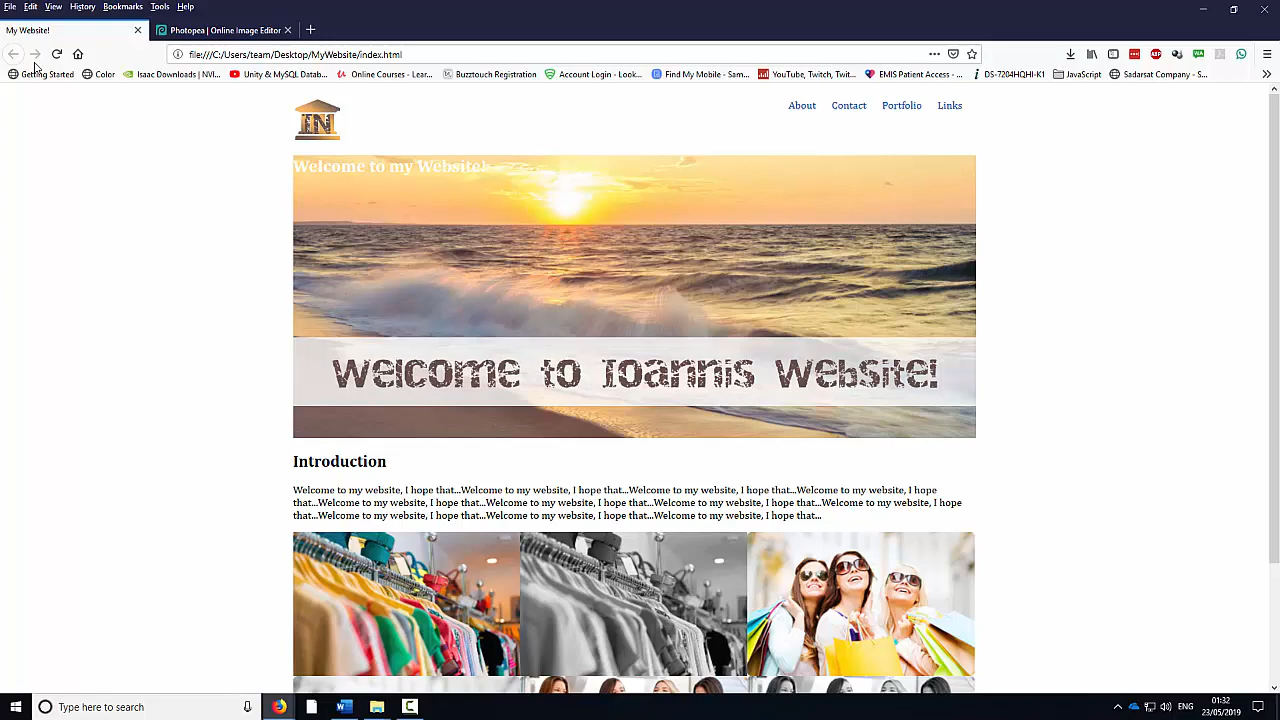 File Edit View History Bookmarks Tools Help
My Website!
Photopea | Online Image Editor
file:///C:/Users/team/Desktop/MyWebsite/index.html
Getting Started
Color
Isaac Downloads | NVI...
Unity & MySQL Datab...
Online Courses - Lear...
Buzztouch Registration
Account Login - Look...
Find My Mobile - Sam...
YouTube, Twitch, Twit...
EMIS Patient Access - ...
DS-7204HQHI-K1
JavaScript
Sadarsat Company - S...
IN
About Contact Portfolio Links
Welcome to my Website!
Welcome to Ioannis Website!
Introduction
Welcome to my website, I hope that...Welcome to my website, I hope that...Welcome to my website, I hope that...Welcome to my website, I hope
that...Welcome to my website, I hope that...Welcome to my website, I hope that...Welcome to my website, I hope that...Welcome to my website, I hope
that...Welcome to my website, I hope that...Welcome to my website, I hope that...Welcome to my website, I hope that...
Type here to search
ENG
01:32
23/05/2019